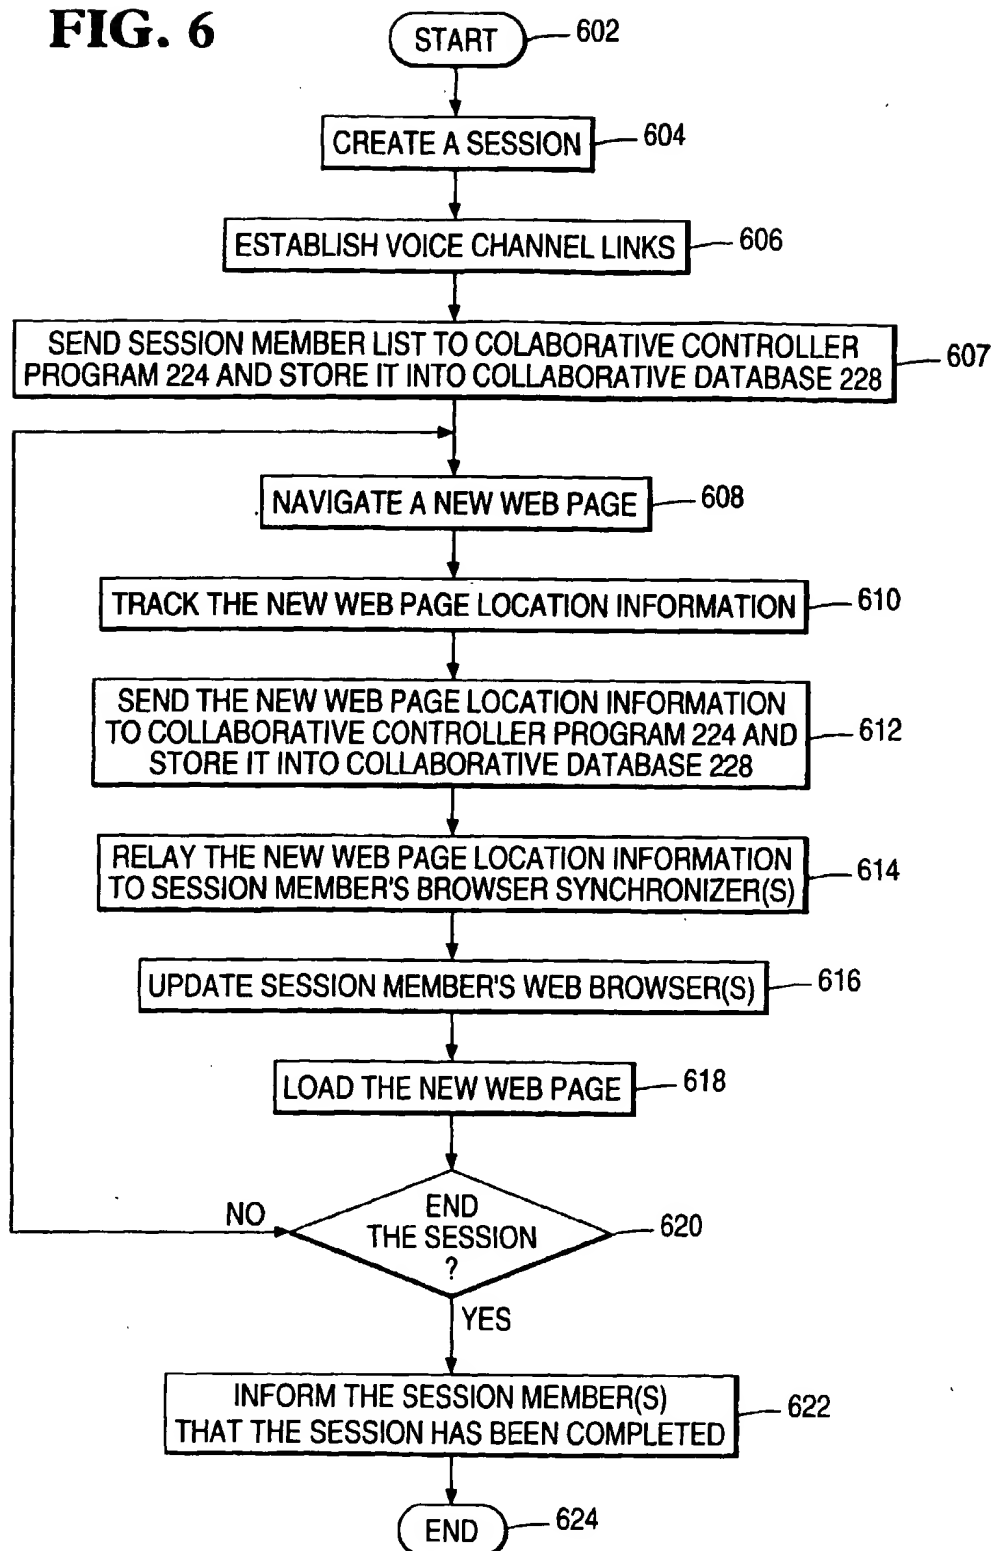 FIG. 6
START
602
CREATE A SESSION
604
ESTABLISH VOICE CHANNEL LINKS
606
SEND SESSION MEMBER LIST TO COLABORATIVE CONTROLLER
PROGRAM 224 AND STORE IT INTO COLLABORATIVE DATABASE 228
607
NAVIGATE A NEW WEB PAGE
608
TRACK THE NEW WEB PAGE LOCATION INFORMATION
610
SEND THE NEW WEB PAGE LOCATION INFORMATION
TO COLLABORATIVE CONTROLLER PROGRAM 224 AND
STORE IT INTO COLLABORATIVE DATABASE 228
612
RELAY THE NEW WEB PAGE LOCATION INFORMATION
TO SESSION MEMBER'S BROWSER SYNCHRONIZER(S)
614
UPDATE SESSION MEMBER'S WEB BROWSER(S)
616
LOAD THE NEW WEB PAGE
618
NO
END
THE SESSION
?
620
YES
INFORM THE SESSION MEMBER(S)
THAT THE SESSION HAS BEEN COMPLETED
622
END
624